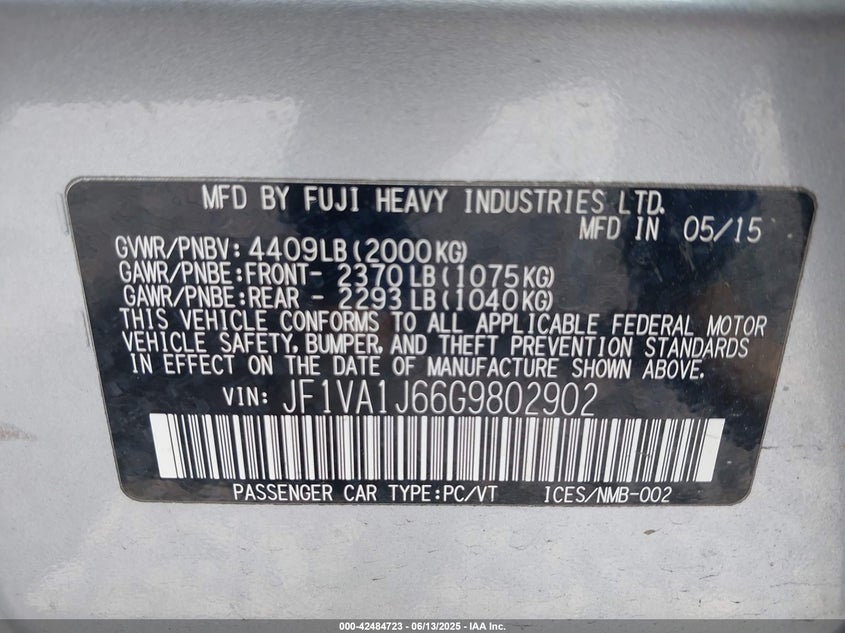 MFD BY FUJI HEAVY INDUSTRIES LTD.
MFD IN 05/15
GVWR/PNBV: 4409LB(2000KG)
GAWR/PNBE:FRONT- 2370LB(1075KG)
GAWR/PNBE:REAR - 2293LB(1040KG)
THIS VEHICLE CONFORMS TO ALL APPLICABLE FEDERAL MOTOR
VEHICLE SAFETY, BUMPER, AND THEFT PREVENTION STANDARDS
IN EFFECT ON THE DATE OF MANUFACTURE SHOWN ABOVE.
VIN: JF1VA1J66G9802902
PASSENGER CAR TYPE:PC/VT ICES/NMB-002
000-42484723 - 06/13/2025 - IAA Inc.